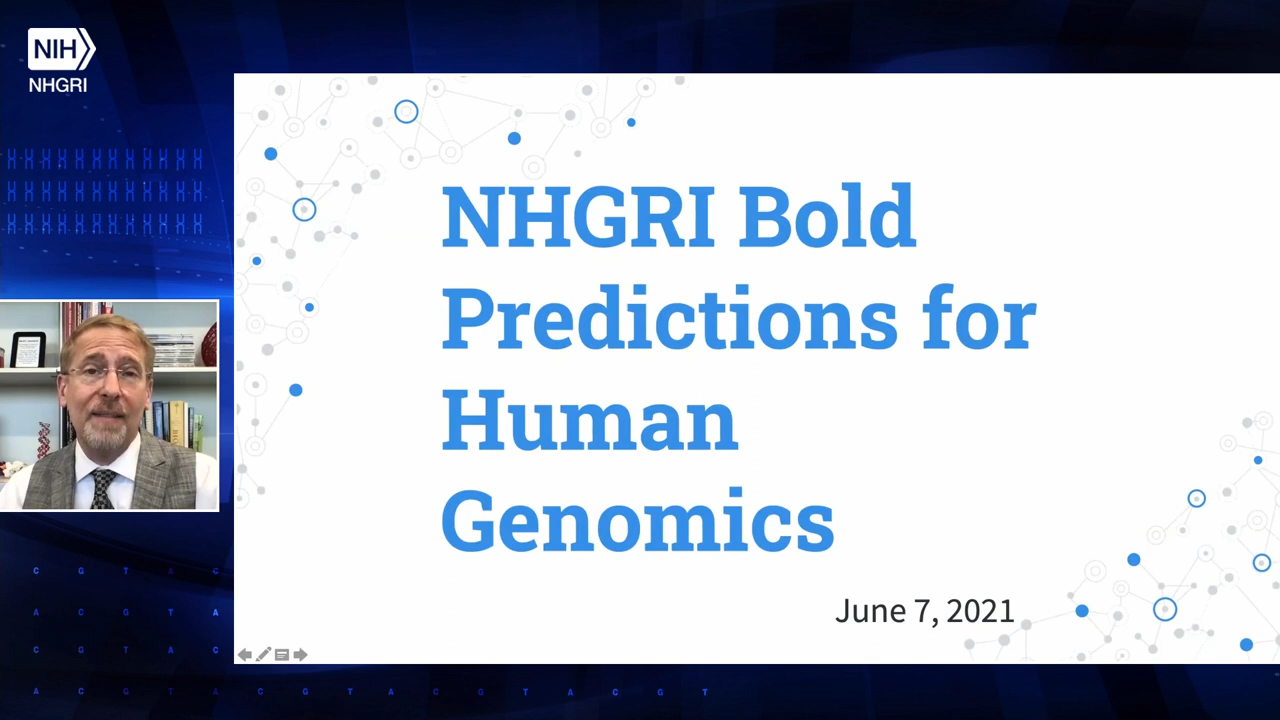 NIH
NHGRI
NHGRI Bold
Predictions for
Human
Genomics
June 7, 2021
C G T A C
A C G T A
C G T A C
A C G T A C G T A C G T A C G T